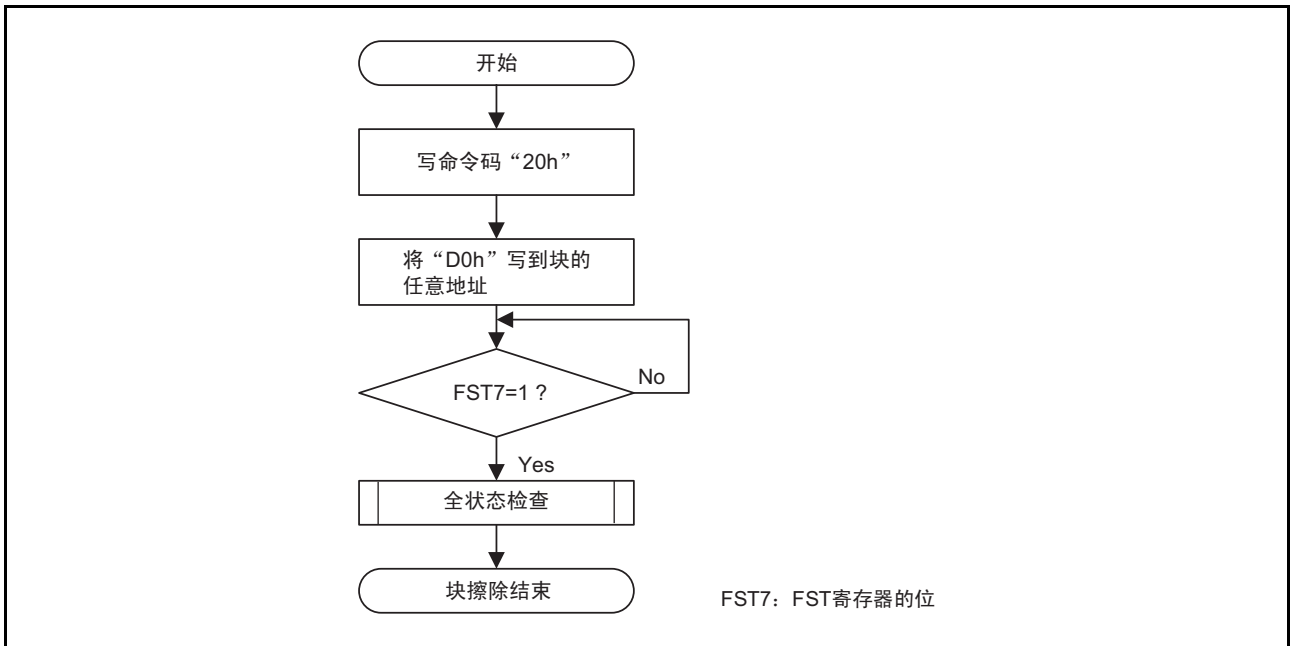 开始
写命令码“20h”
将“D0h”写到块的
任意地址
FST7=1 ?
No
Yes
全状态检查
块擦除结束
FST7：FST寄存器的位